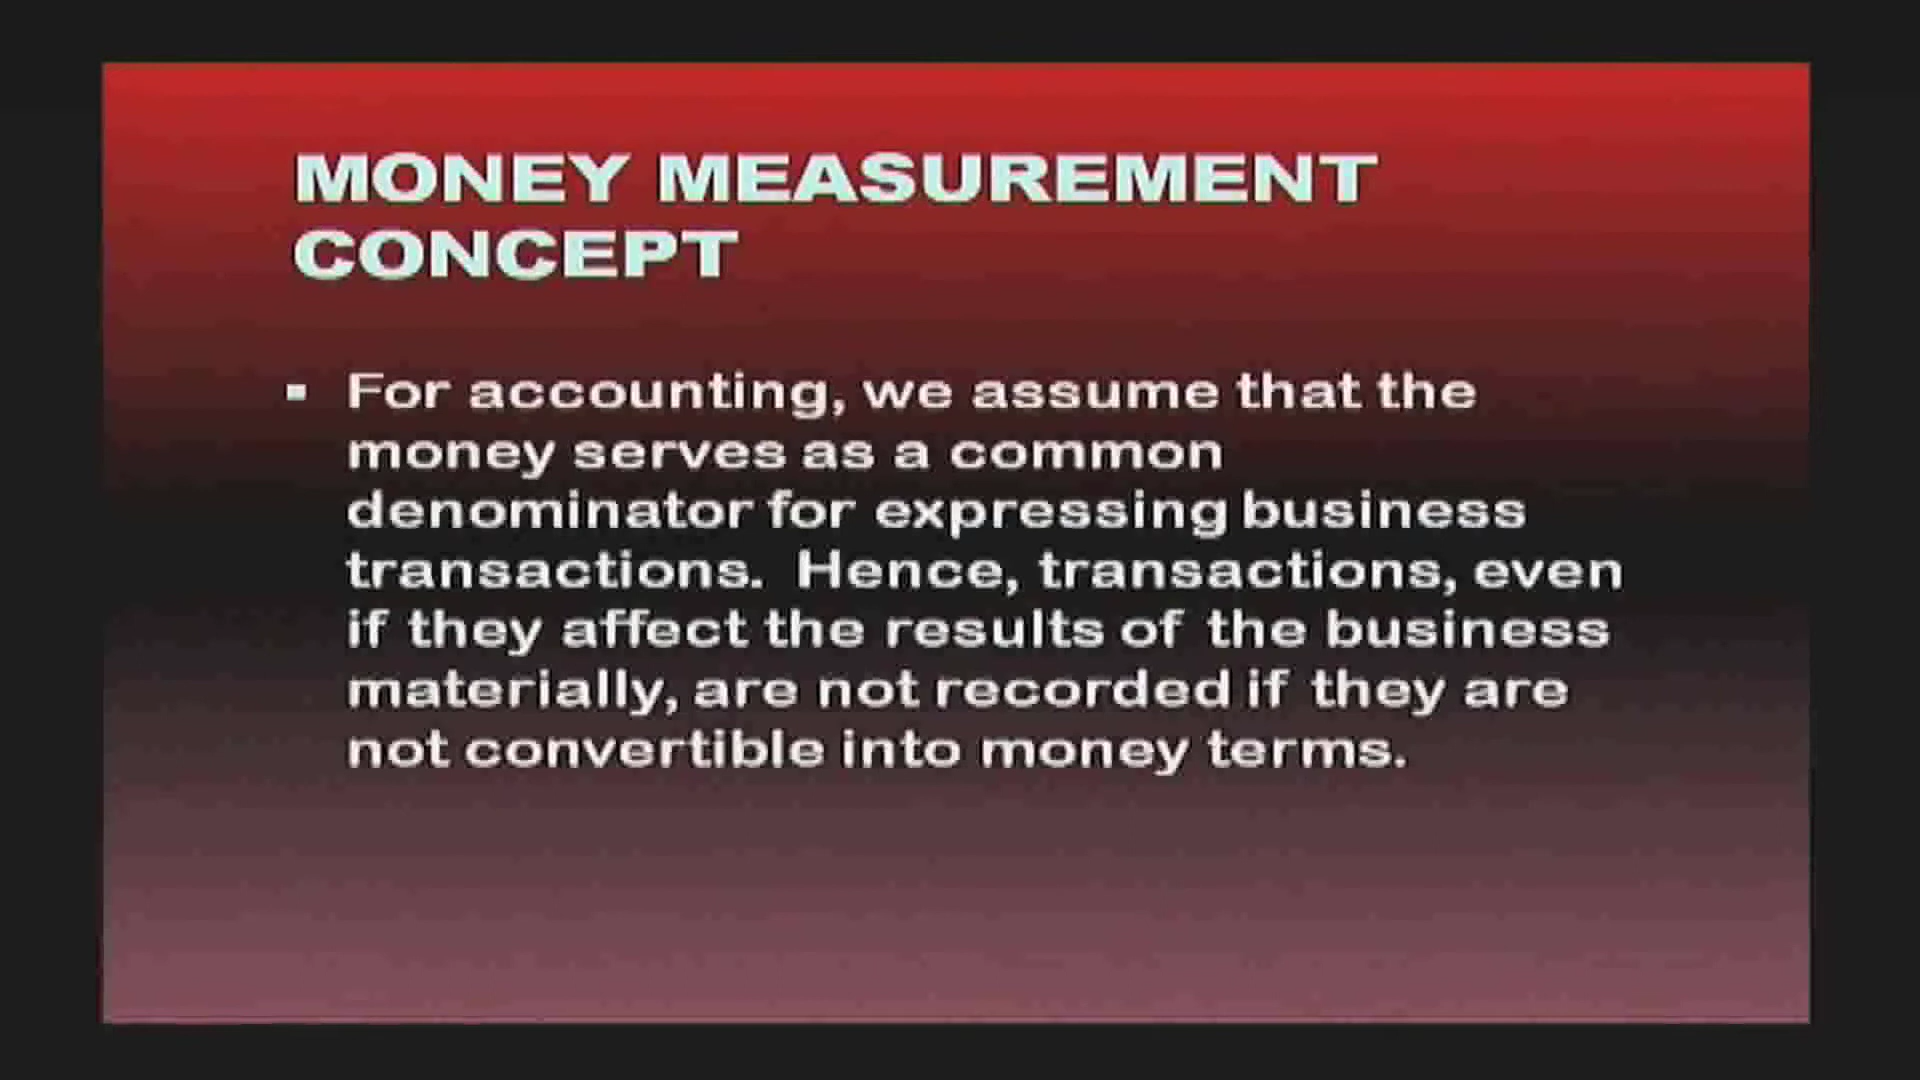 MONEY MEASUREMENT
CONCEPT
▪ For accounting, we assume that the
money serves as a common
denominator for expressing business
transactions. Hence, transactions, even
if they affect the results of the business
materially, are not recorded if they are
not convertible into money terms.